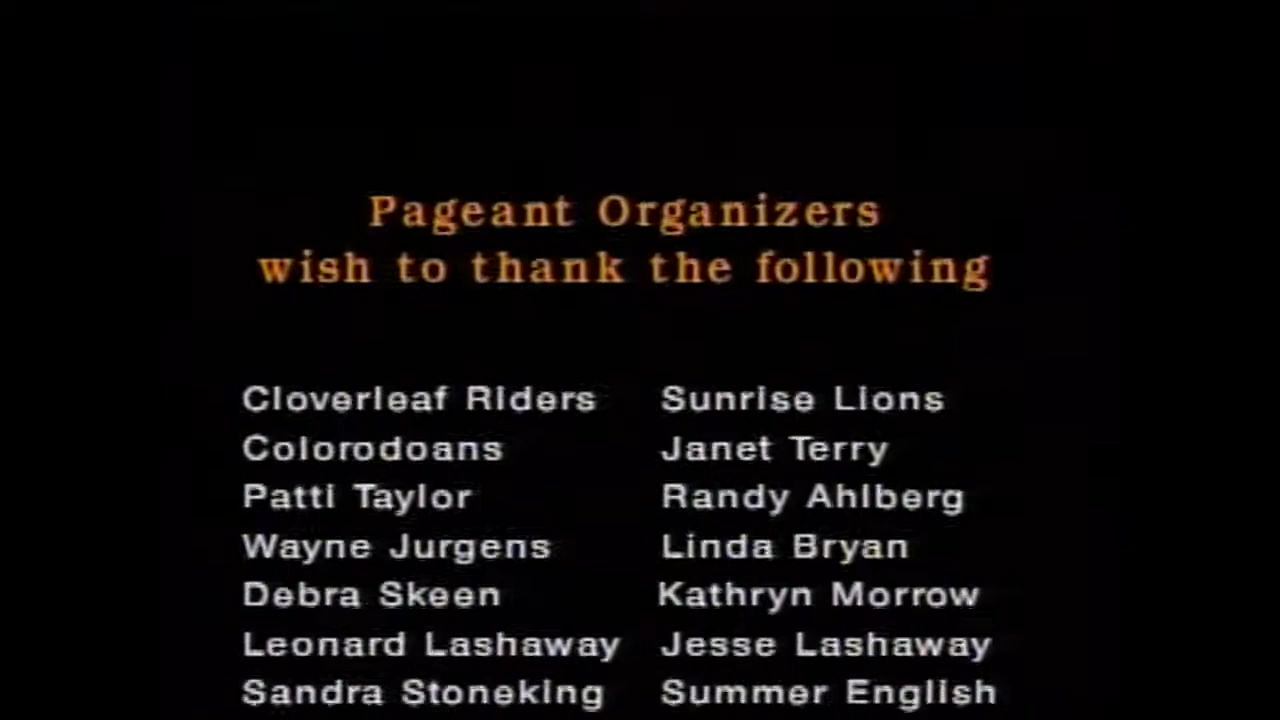 Pageant Organizers
wish to thank the following
Cloverleaf Riders Sunrise Lions
Colorodoans Janet Terry
Patti Taylor Randy Ahlberg
Wayne Jurgens Linda Bryan
Debra Skeen Kathryn Morrow
Leonard Lashaway Jesse Lashaway
Sandra Stoneking Summer English